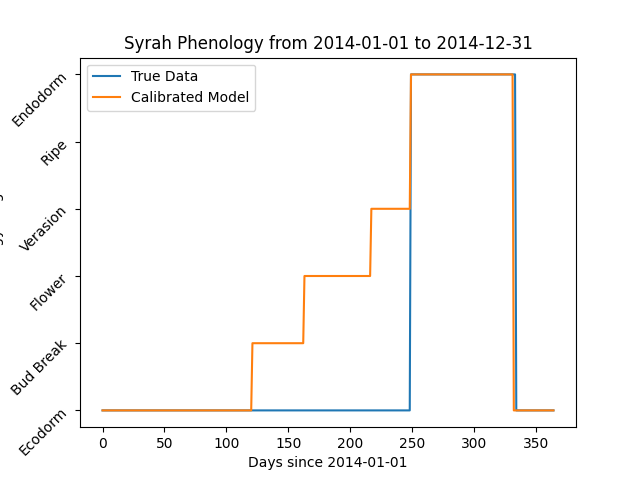 Syrah Phenology from 2014-01-01 to 2014-12-31
True Data
Calibrated Model
Endodorm
Ripe
Verasion
Flower
Bud Break
Ecodorm
0 50 100 150 200 250 300 350
Days since 2014-01-01